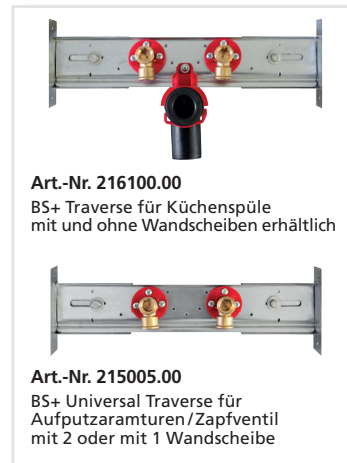 Art.-Nr. 216100.00
BS+ Traverse für Küchenspüle
mit und ohne Wandscheiben erhältlich
Art.-Nr. 215005.00
BS+ Universal Traverse für
Aufputzaramturen/Zapfventil
mit 2 oder mit 1 Wandscheibe